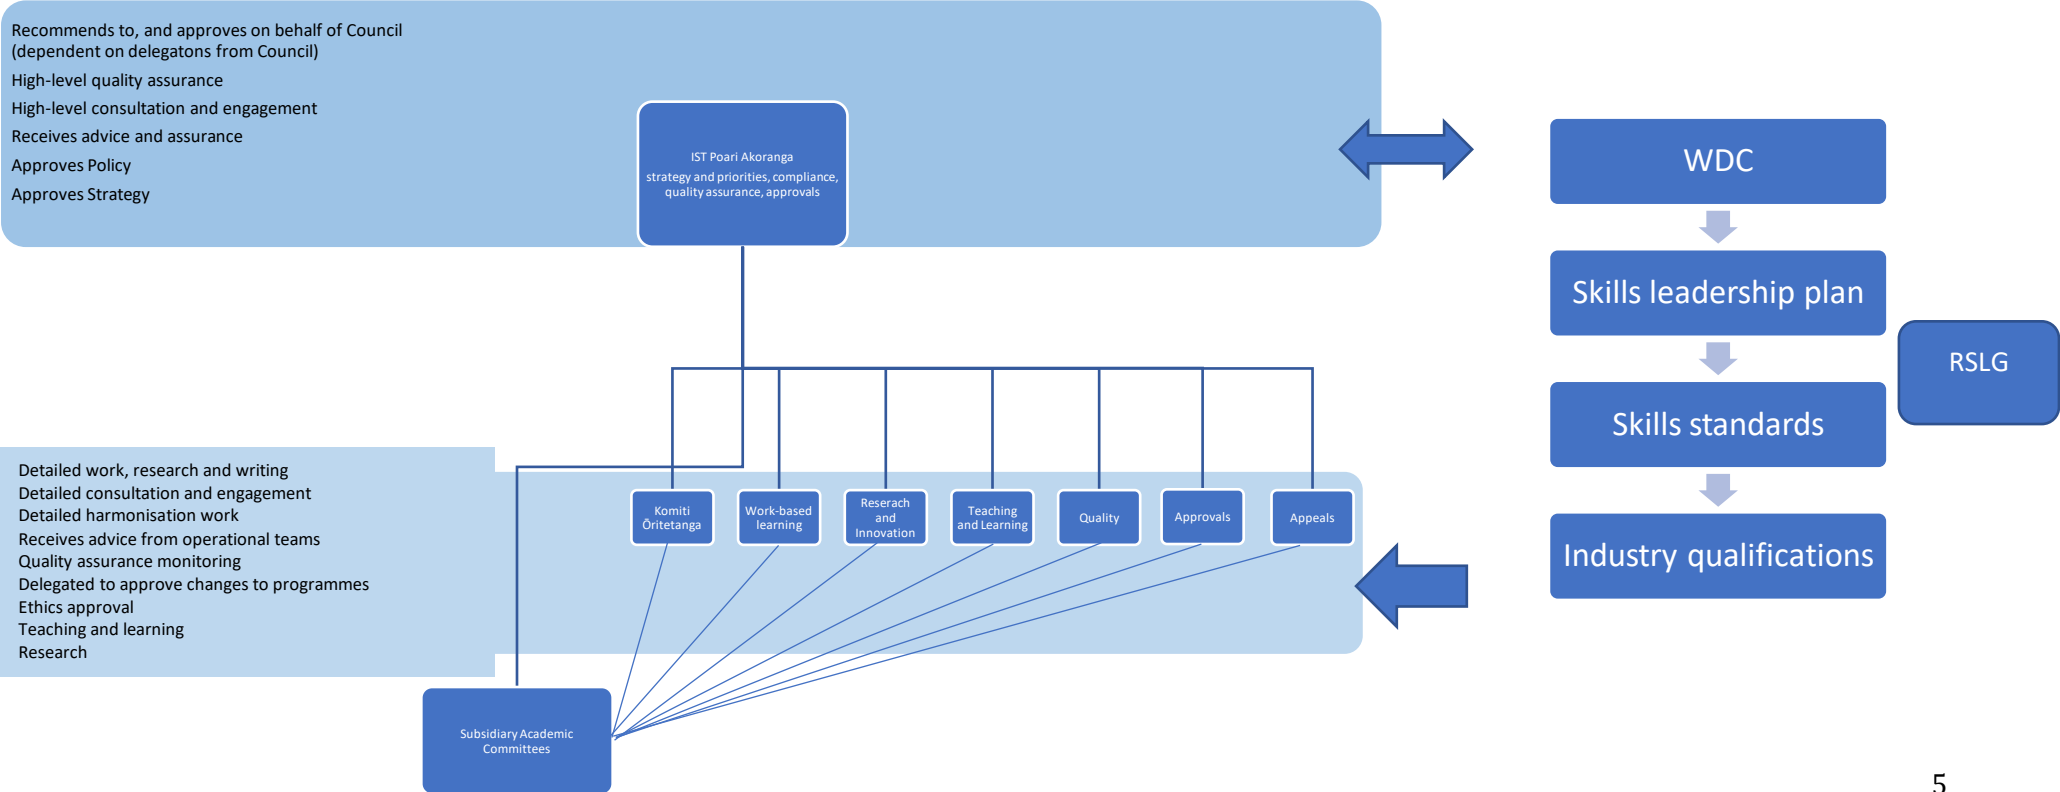 Recommends to, and approves on behalf of Council
(dependent on delegatons from Council)
High-level quality assurance
High-level consultation and engagement
Receives advice and assurance
Approves Policy
Approves Strategy
IST Poari Akoranga
strategy and priorities, compliance,
quality assurance, approvals
WDC
Skills leadership plan
RSLG
Skills standards
Industry qualifications
Detailed work, research and writing
Detailed consultation and engagement
Detailed harmonisation work
Receives advice from operational teams
Quality assurance monitoring
Delegated to approve changes to programmes
Ethics approval
Teaching and learning
Research
Komiti
Ōritetanga
Work-based
learning
Reserach
and
Innovation
Teaching
and Learning
Quality
Approvals
Appeals
Subsidiary Academic
Committees
5